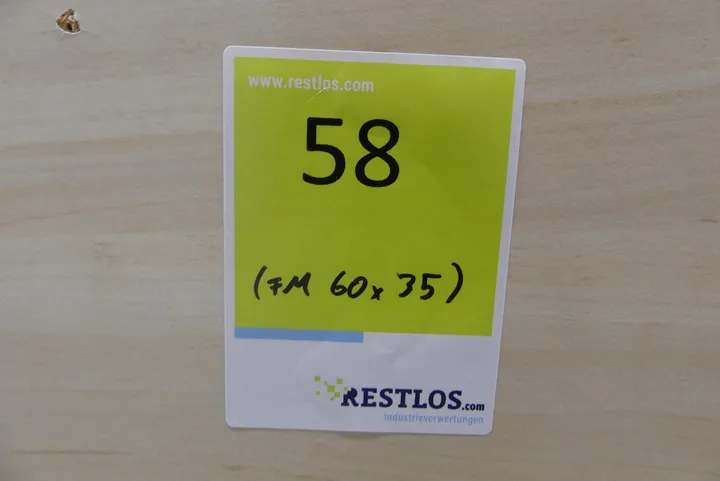 www.restlos.com
58
(FM 60x35)
RESTLOS.com
Industrieverwertungen